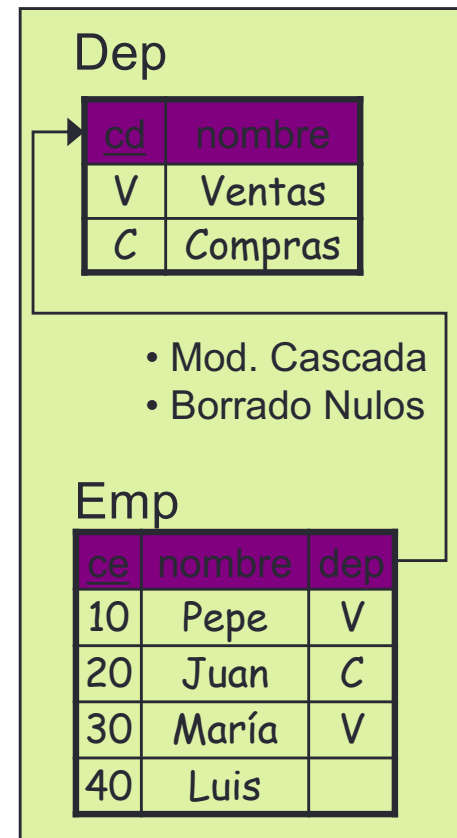 Dep
cd nombre
V Ventas
C Compras
• Mod. Cascada
• Borrado Nulos
Emp
ce nombre dep
10 Pepe V
20 Juan C
30 María V
40 Luis